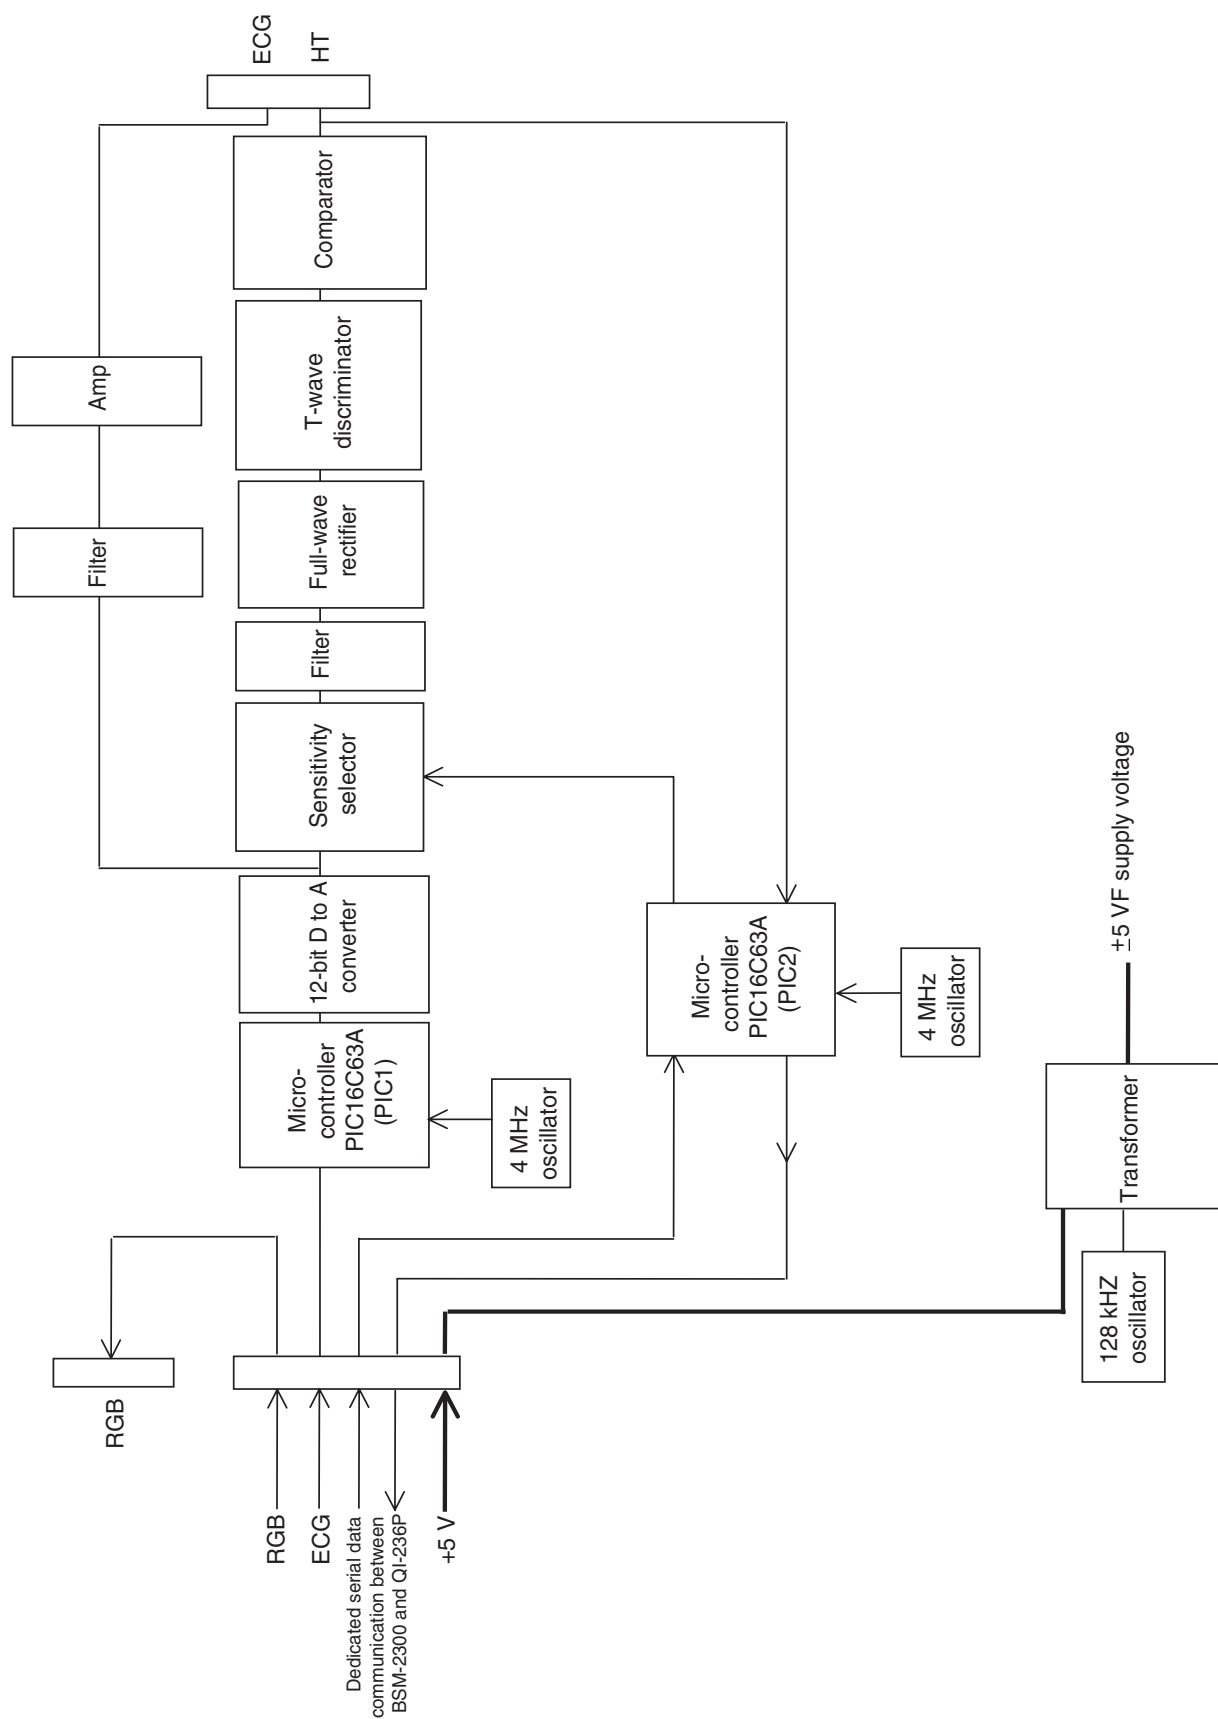 RGB
RGB
ECG
Dedicated serial data
communication between
BSM-2300 and QI-236P
+5 V
Micro-
controller
PIC16C63A
(PIC1)
4 MHz
oscillator
12-bit D to A
converter
Sensitivity
selector
Filter
Full-wave
rectifier
T-wave
discriminator
Comparator
Filter
Amp
ECG
HT
Micro-
controller
PIC16C63A
(PIC2)
4 MHz
oscillator
128 kHZ
oscillator
Transformer
±5 VF supply voltage